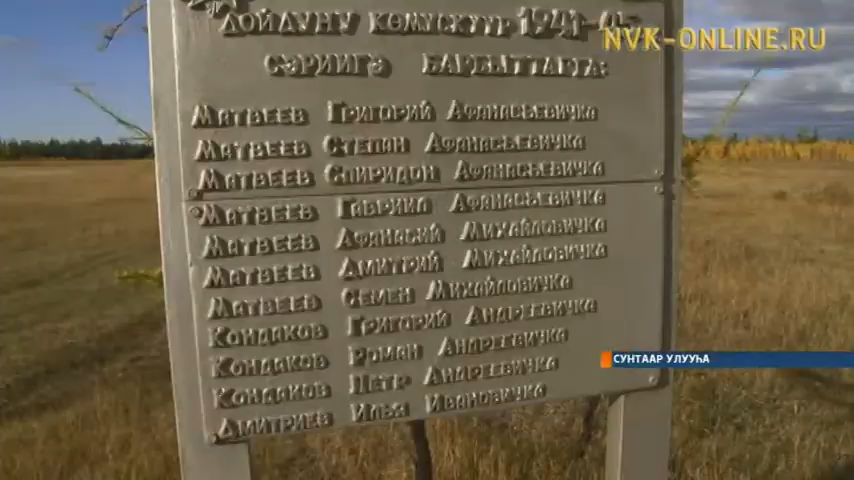 ДОЙДУНУ КӨМҮСКҮҮР 1941-45
NVK-ONLINE.RU
СЭРИИГЭ БАРБЫТТАРГА:
МАТВЕЕВ ГРИГОРИЙ АФАНАСЬЕВИЧКА
МАТВЕЕВ СТЕПАН АФАНАСЬЕВИЧКА
МАТВЕЕВ СПИРИДОН АФАНАСЬЕВИЧКА
МАТВЕЕВ ГАВРИИЛ АФАНАСЬЕВИЧКА
МАТВЕЕВ АФАНАСИЙ МИХАЙЛОВИЧКА
МАТВЕЕВ ДМИТРИЙ МИХАЙЛОВИЧКА
МАТВЕЕВ СЕМЕН МИХАЙЛОВИЧКА
КОНДАКОВ ГРИГОРИЙ АНДРЕЕВИЧКА
КОНДАКОВ РОМАН АНДРЕЕВИЧКА
КОНДАКОВ ПЕТР АНДРЕЕВИЧКА
ДМИТРИЕВ ИЛЬЯ ИВАНОВИЧКА
СУНТААР УЛУУҺА